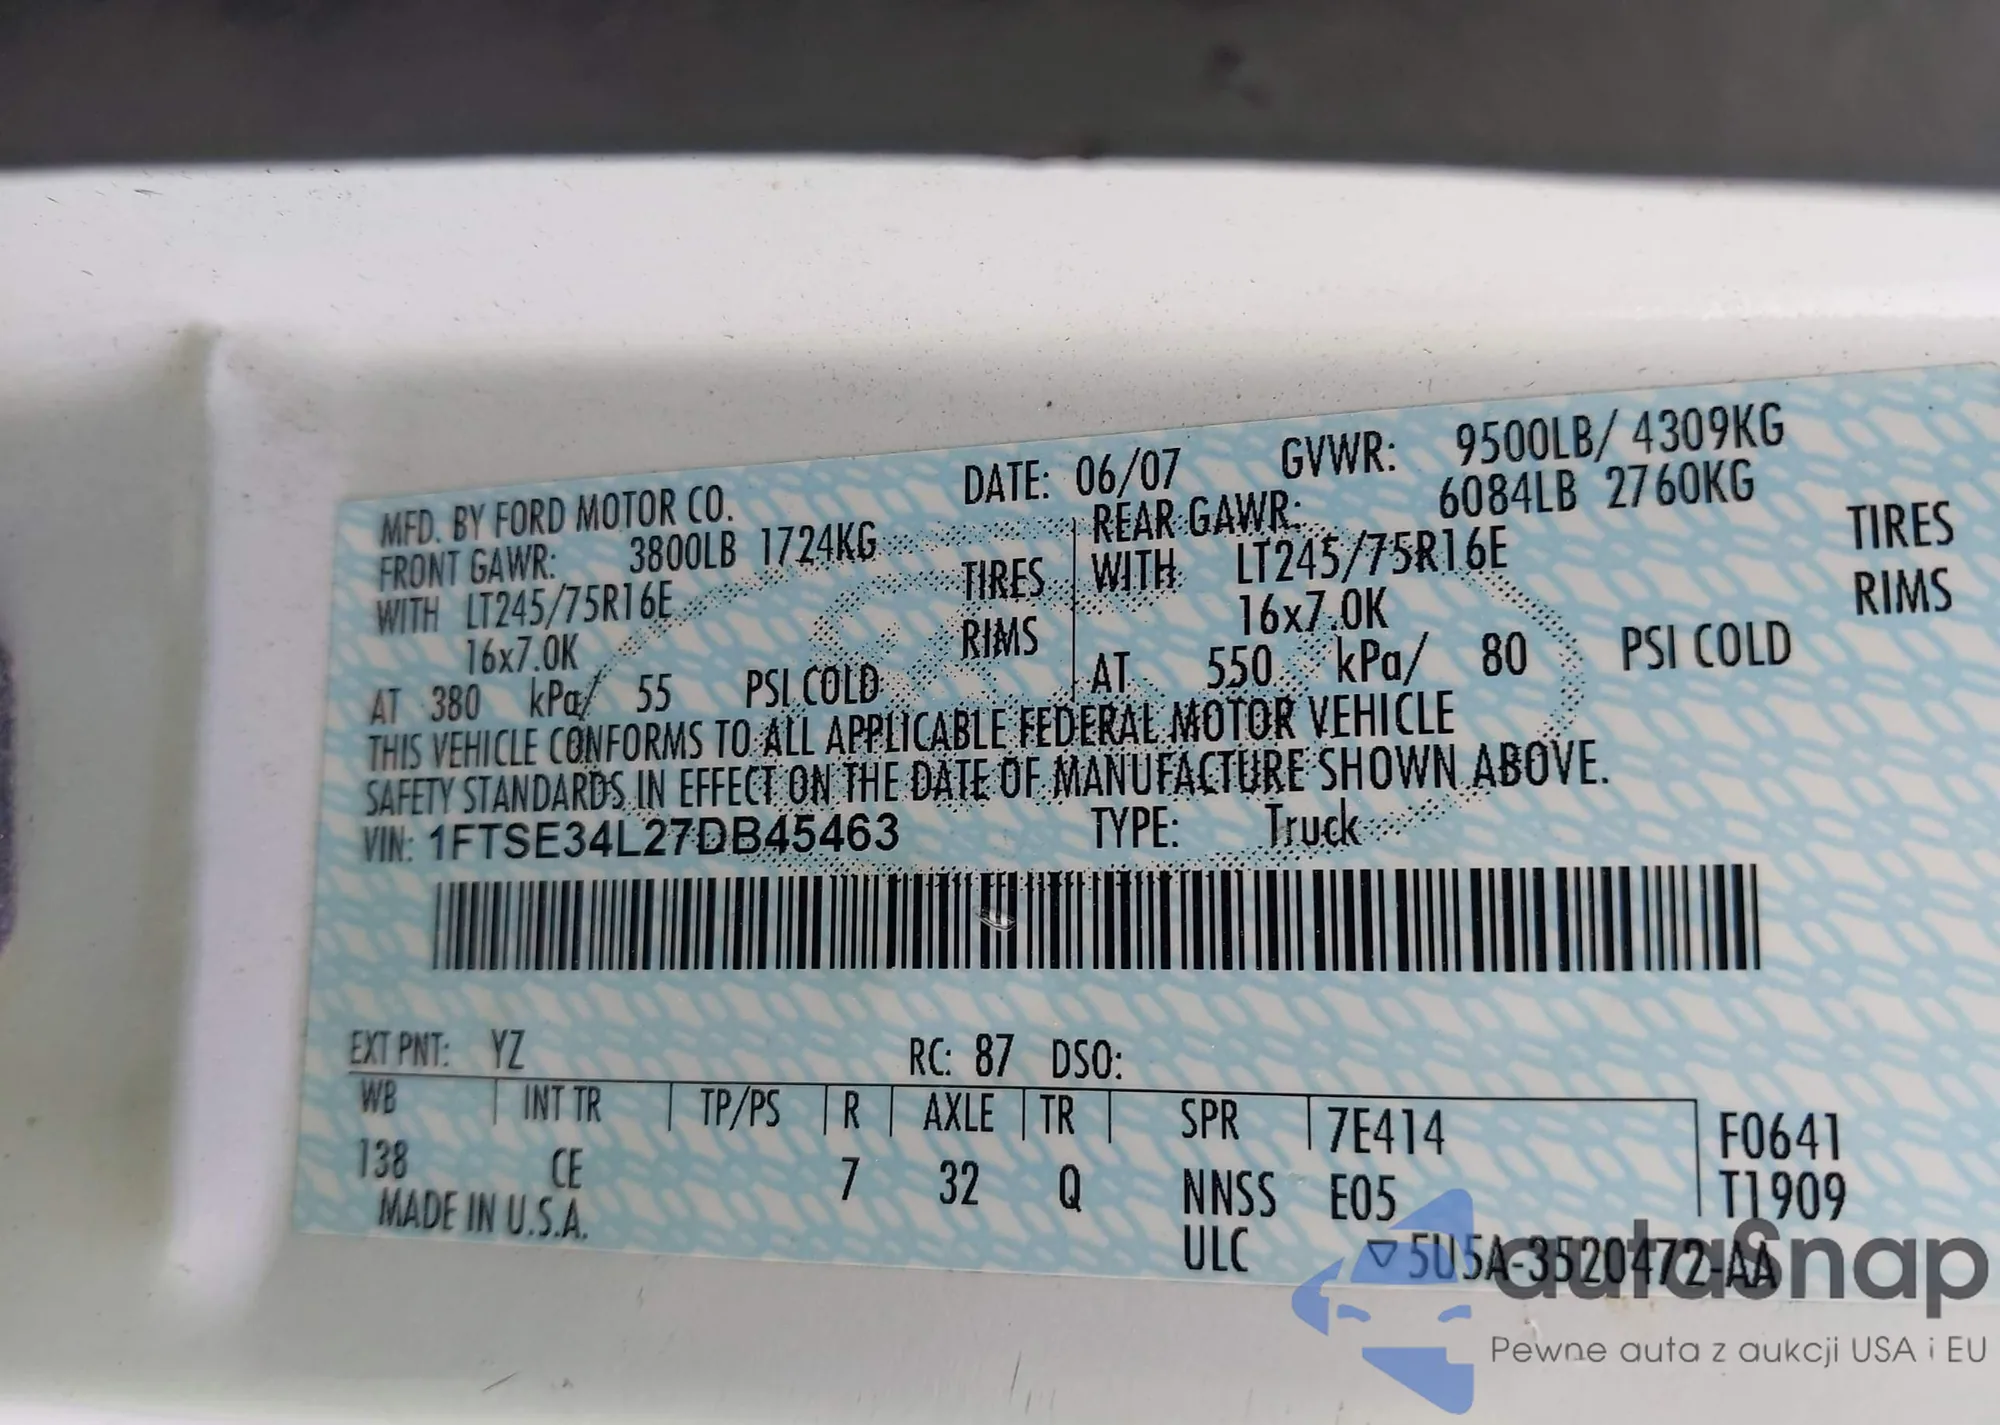 MFD. BY FORD MOTOR CO. DATE: 06/07 GVWR: 9500LB/ 4309KG
FRONT GAWR: 3800LB 1724KG REAR GAWR: 6084LB 2760KG
WITH LT245/75R16E TIRES WITH LT245/75R16E TIRES
16x7.0K RIMS 16x7.0K RIMS
AT 380 kPa/ 55 PSI COLD AT 550 kPa/ 80 PSI COLD
THIS VEHICLE CONFORMS TO ALL APPLICABLE FEDERAL MOTOR VEHICLE
SAFETY STANDARDS IN EFFECT ON THE DATE OF MANUFACTURE SHOWN ABOVE.
VIN: 1FTSE34L27DB45463 TYPE: Truck
EXT PNT: YZ RC: 87 DSO:
WB INT TR TP/PS R AXLE TR SPR 7E414 F0641
138 CE 7 32 Q NNSS E05 T1909
MADE IN U.S.A. ULC ▽ 5U5A-3520472-AA
autaSnap
Pewne auta z aukcji USA i EU